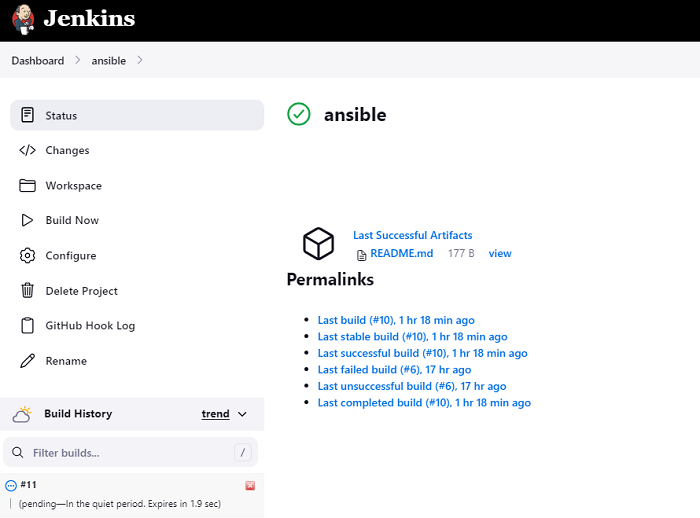 Jenkins
Dashboard > ansible >
Status
Changes
Workspace
Build Now
Configure
Delete Project
GitHub Hook Log
Rename
Build History trend
Filter builds... /
#11
(pending—In the quiet period. Expires in 1.9 sec)
ansible
Last Successful Artifacts
README.md 177 B view
Permalinks
Last build (#10), 1 hr 18 min ago
Last stable build (#10), 1 hr 18 min ago
Last successful build (#10), 1 hr 18 min ago
Last failed build (#6), 17 hr ago
Last unsuccessful build (#6), 17 hr ago
Last completed build (#10), 1 hr 18 min ago